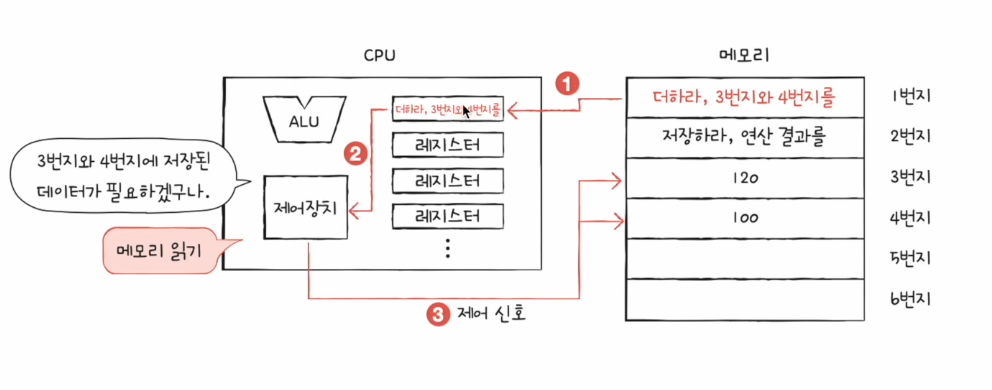 CPU
메모리
1
더하라, 3번지와 4번지를
1번지
더하라, 3번지와 4번지를
ALU
저장하라, 연산 결과를
2번지
레지스터
2
3번지와 4번지에 저장된
데이터가 필요하겠구나.
120
3번지
레지스터
제어장치
100
4번지
레지스터
메모리 읽기
5번지
6번지
3 제어 신호